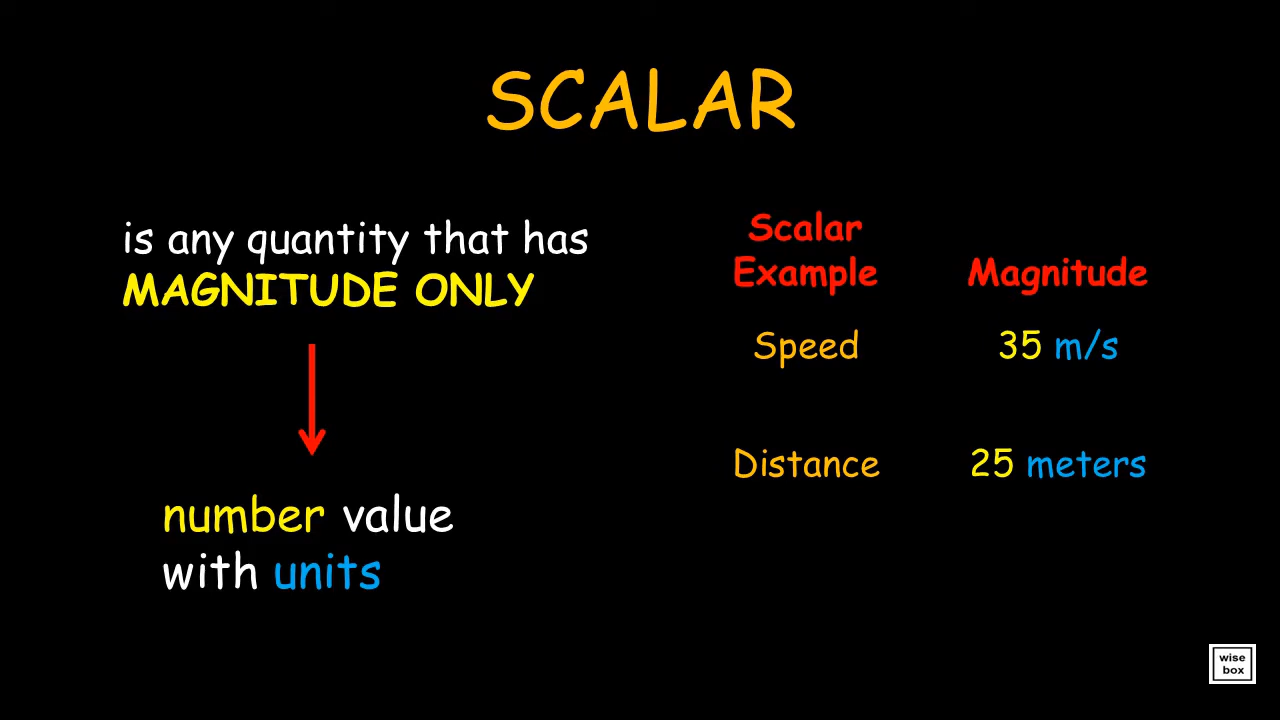 SCALAR
is any quantity that has
MAGNITUDE ONLY
number value
with units
Scalar
Example Magnitude
Speed 35 m/s
Distance 25 meters
wise
box